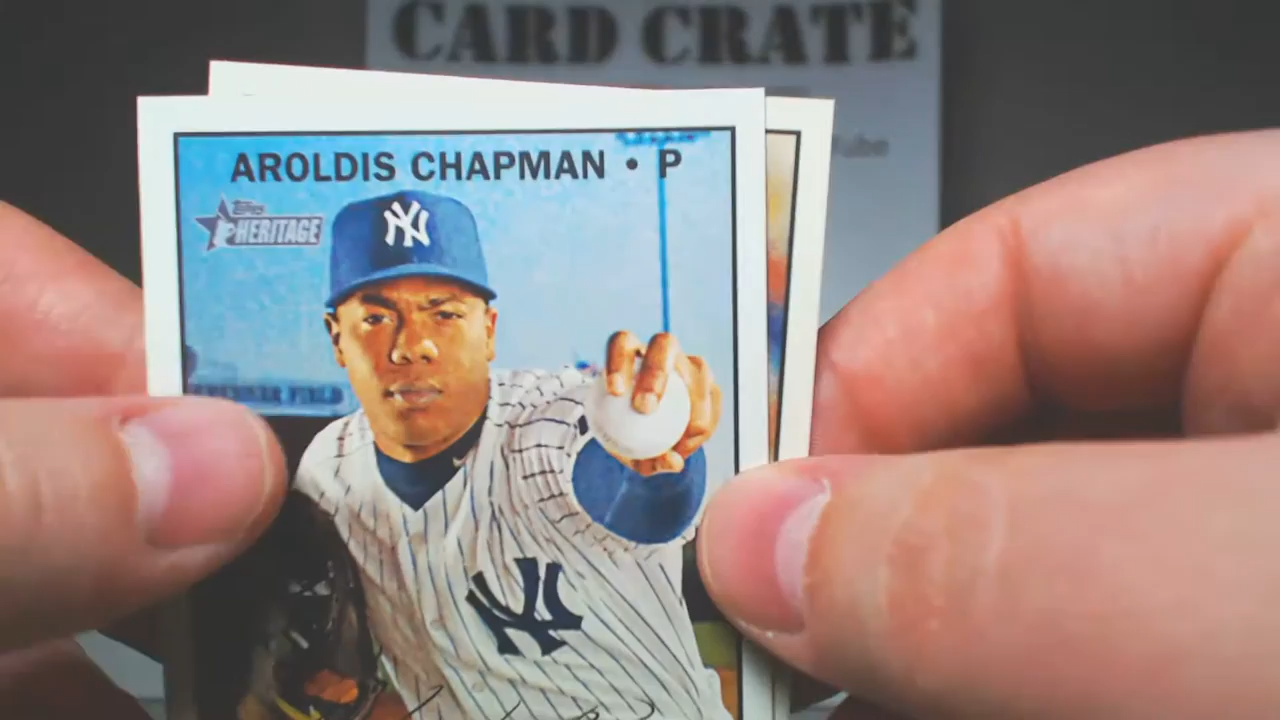 CARD CRATE
AROLDIS CHAPMAN • P
TOPPS
HERITAGE
NY
NY